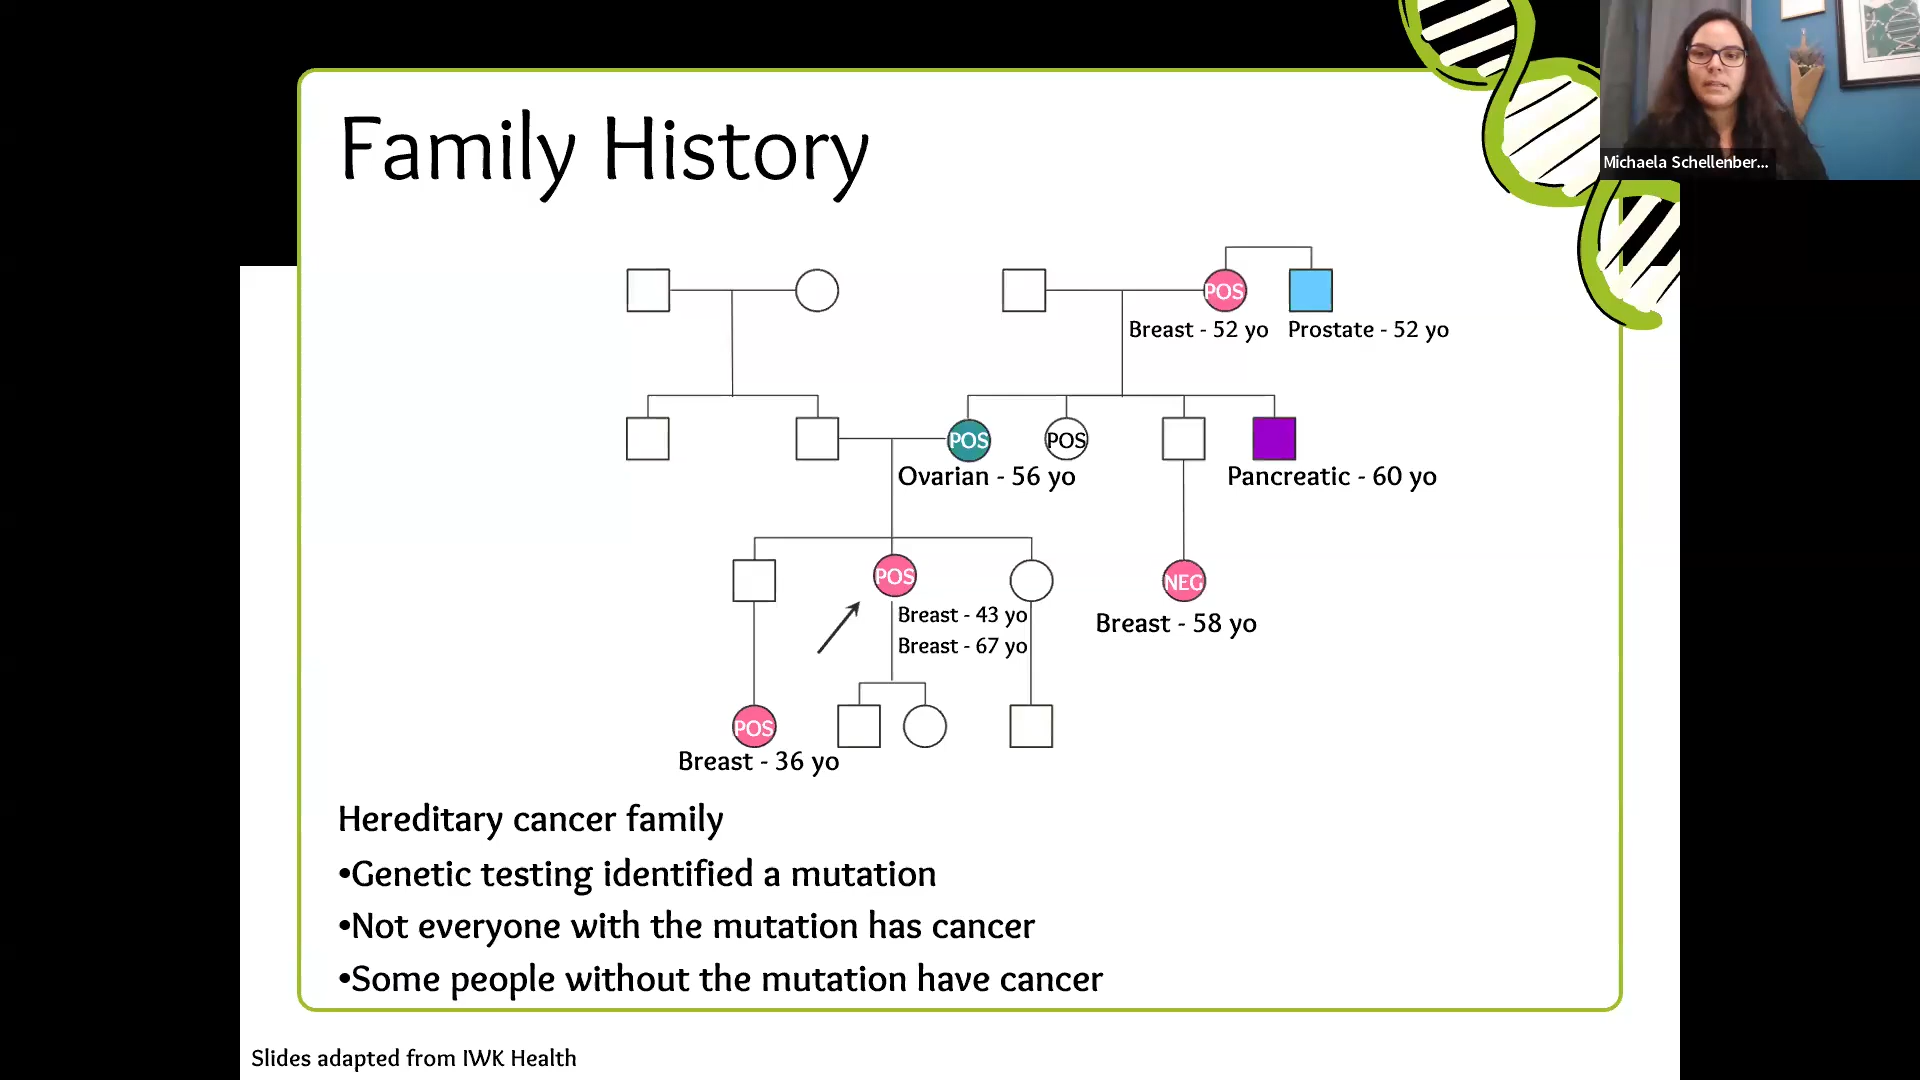 Michaela Schellenber...
Family History
POS
Breast - 52 yo
Prostate - 52 yo
POS
POS
Ovarian - 56 yo
Pancreatic - 60 yo
POS
NEG
Breast - 43 yo
Breast - 67 yo
Breast - 58 yo
POS
Breast - 36 yo
Hereditary cancer family
•Genetic testing identified a mutation
•Not everyone with the mutation has cancer
•Some people without the mutation have cancer
Slides adapted from IWK Health